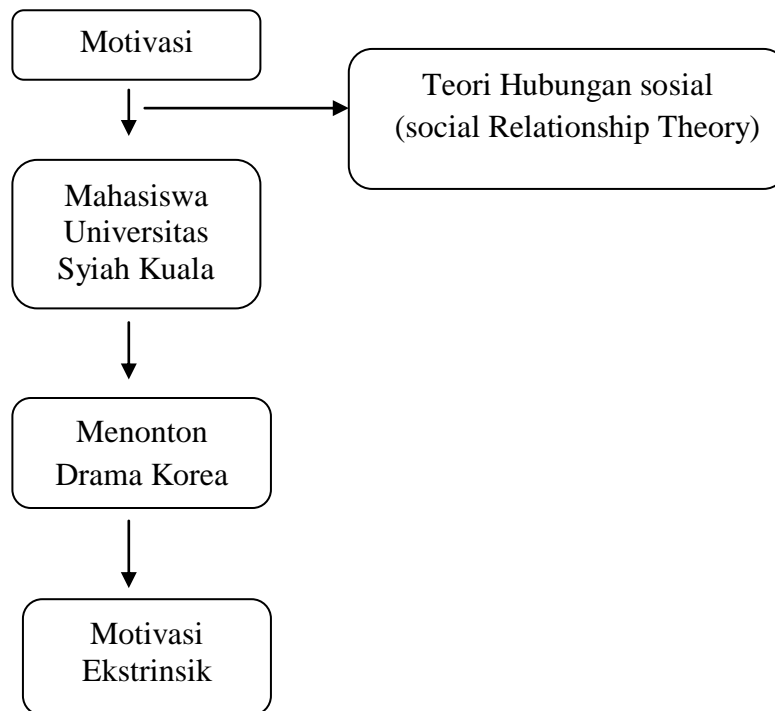 Motivasi
Teori Hubungan sosial
(social Relationship Theory)
Mahasiswa
Universitas
Syiah Kuala
Menonton
Drama Korea
Motivasi
Ekstrinsik